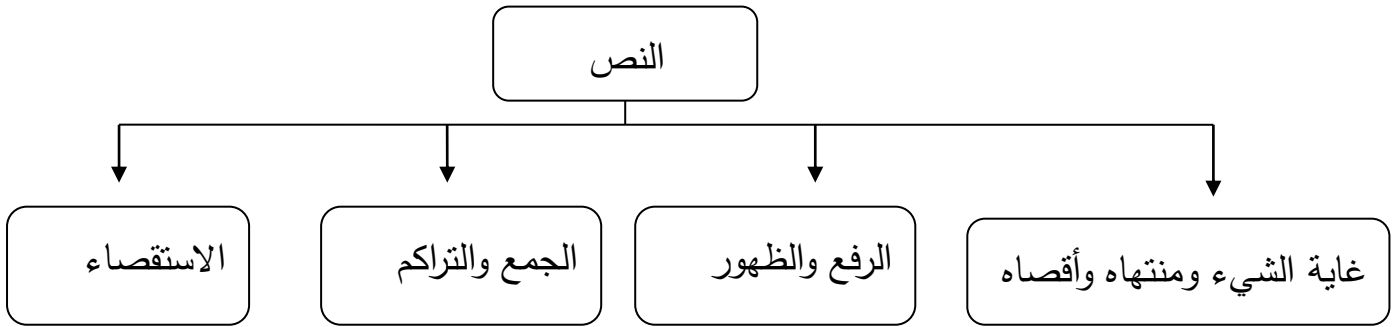 النص
غاية الشيء ومنتهاه وأقصاه
الرفع والظهور
الجمع والتراكم
الاستقصاء